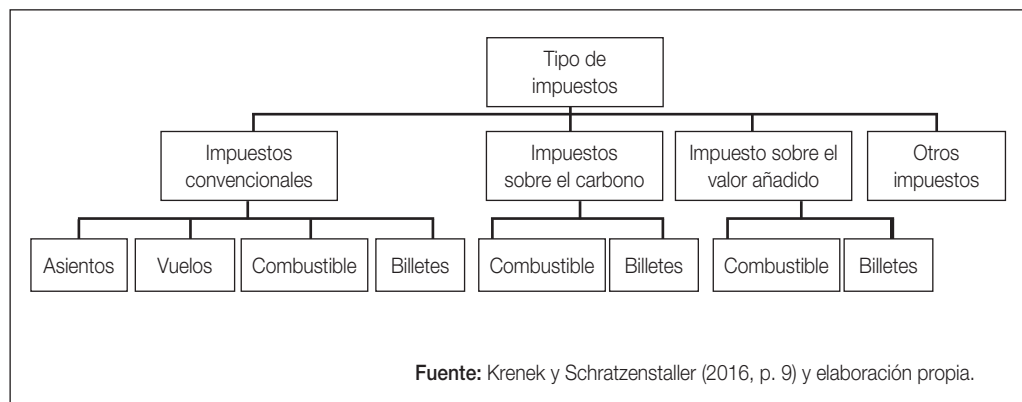 Tipo de
impuestos
Impuestos
convencionales
Impuestos
sobre el carbono
Impuesto sobre el
valor añadido
Otros
impuestos
Asientos
Vuelos
Combustible
Billetes
Combustible
Billetes
Combustible
Billetes
Fuente: Krenek y Schratzenstaller (2016, p. 9) y elaboración propia.